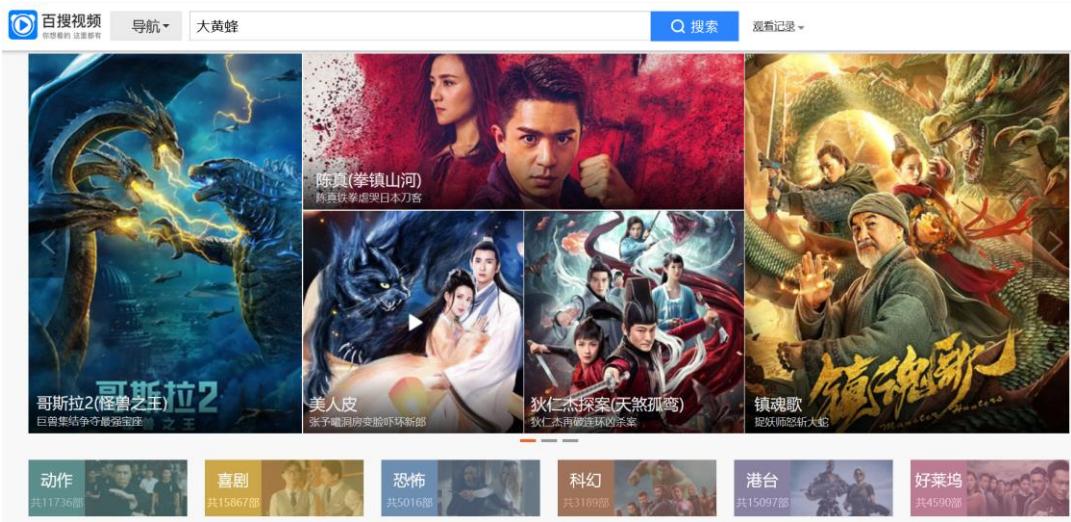 百搜视频
你想看的 这里都有
导航
大黄蜂
搜索
观看记录
哥斯拉2
哥斯拉2(怪兽之王)
巨兽集结争夺最强宝座
陈真(拳镇山河)
陈真铁拳虐哭日本刀客
美人皮
张予曦洞房变脸吓坏新郎
狄仁杰探案(天煞孤鸾)
狄仁杰再破连环凶杀案
镇魂歌
Monster Hunters
镇魂歌
捉妖师怒斩大蛇
动作
共11736部
喜剧
共15867部
恐怖
共5016部
科幻
共3189部
港台
共15097部
好莱坞
共4590部